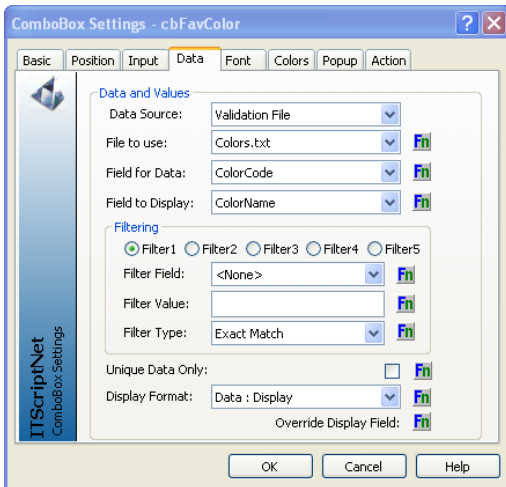 ComboBox Settings - cbFavColor
Basic Position Input Data Font Colors Popup Action
Data and Values
Data Source: Validation File
File to use: Colors.txt Fn
Field for Data: ColorCode Fn
Field to Display: ColorName Fn
Filtering
Filter1 Filter2 Filter3 Filter4 Filter5
Filter Field: <None> Fn
Filter Value: Fn
Filter Type: Exact Match Fn
Unique Data Only: Fn
Display Format: Data : Display Fn
Override Display Field: Fn
ITScriptNet
ComboBox Settings
OK Cancel Help